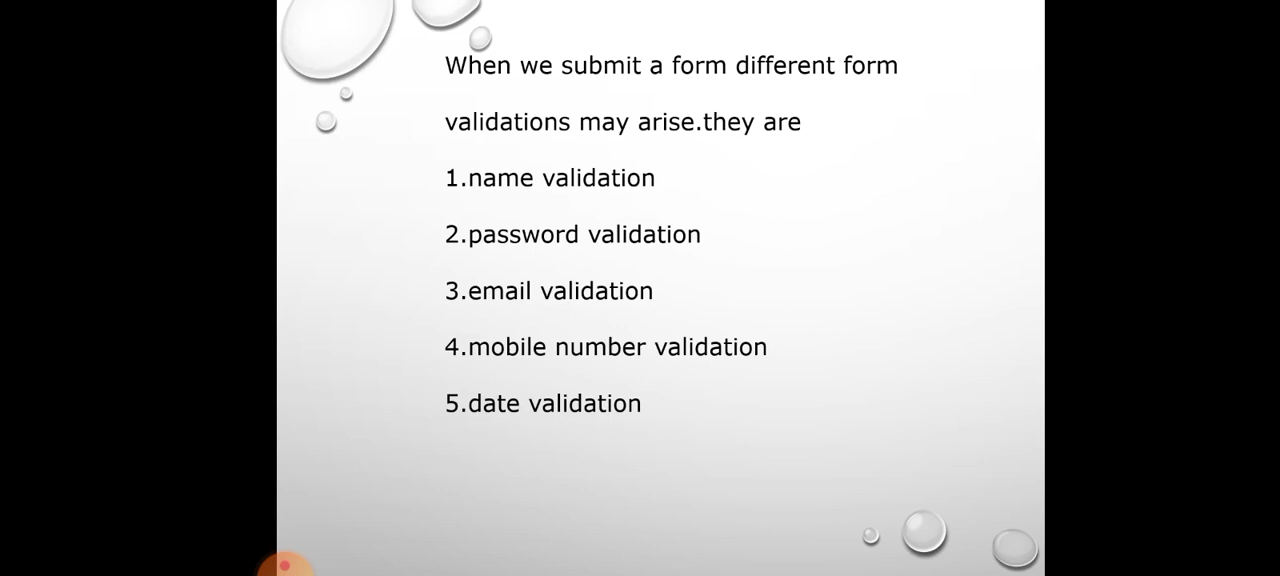 When we submit a form different form
validations may arise.they are
1.name validation
2.password validation
3.email validation
4.mobile number validation
5.date validation